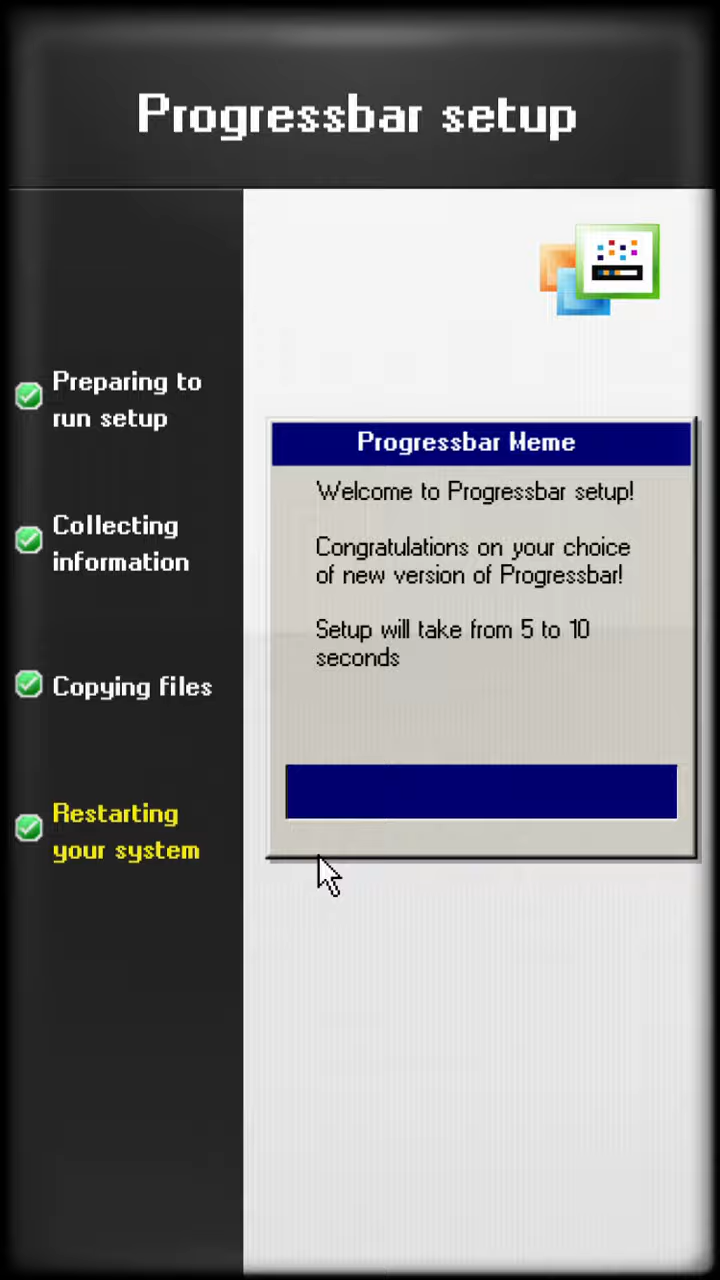 Progressbar setup
Preparing to
run setup
Collecting
information
Copying files
Restarting
your system
Progressbar Meme
Welcome to Progressbar setup!
Congratulations on your choice
of new version of Progressbar!
Setup will take from 5 to 10
seconds